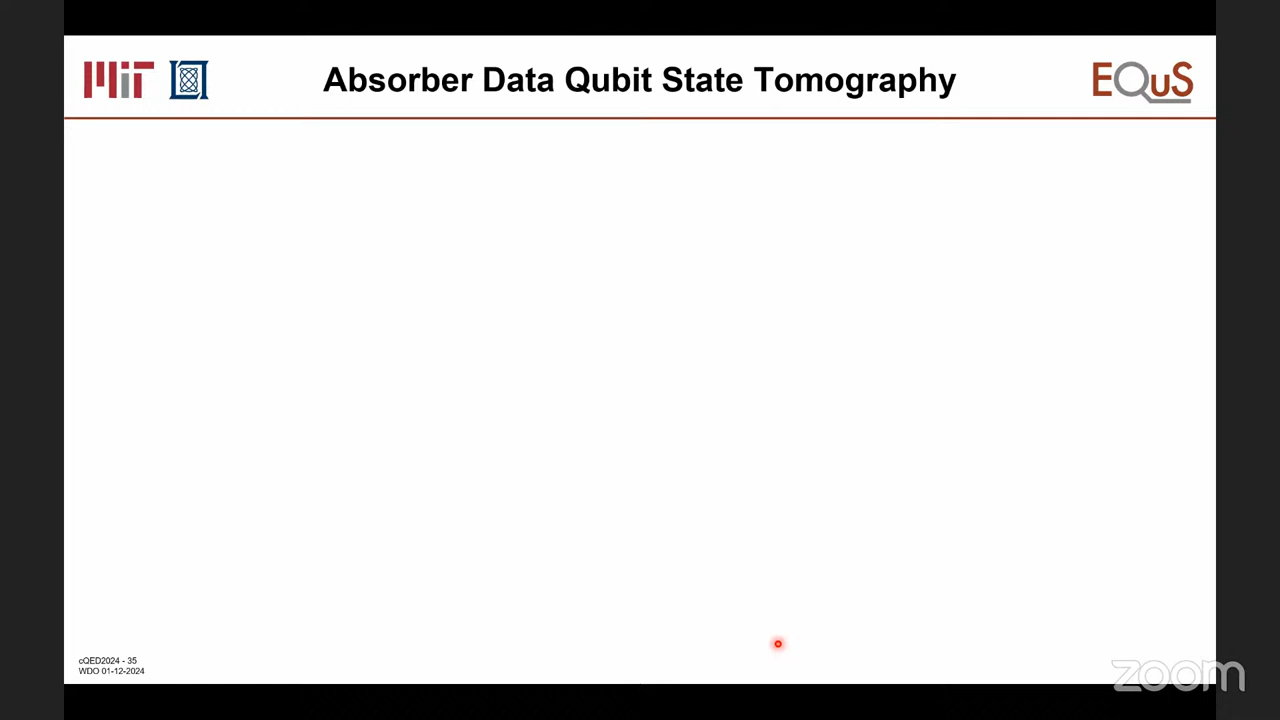 MIT
Absorber Data Qubit State Tomography
EQuS
cQED2024 - 35
WDO 01-12-2024
zoom